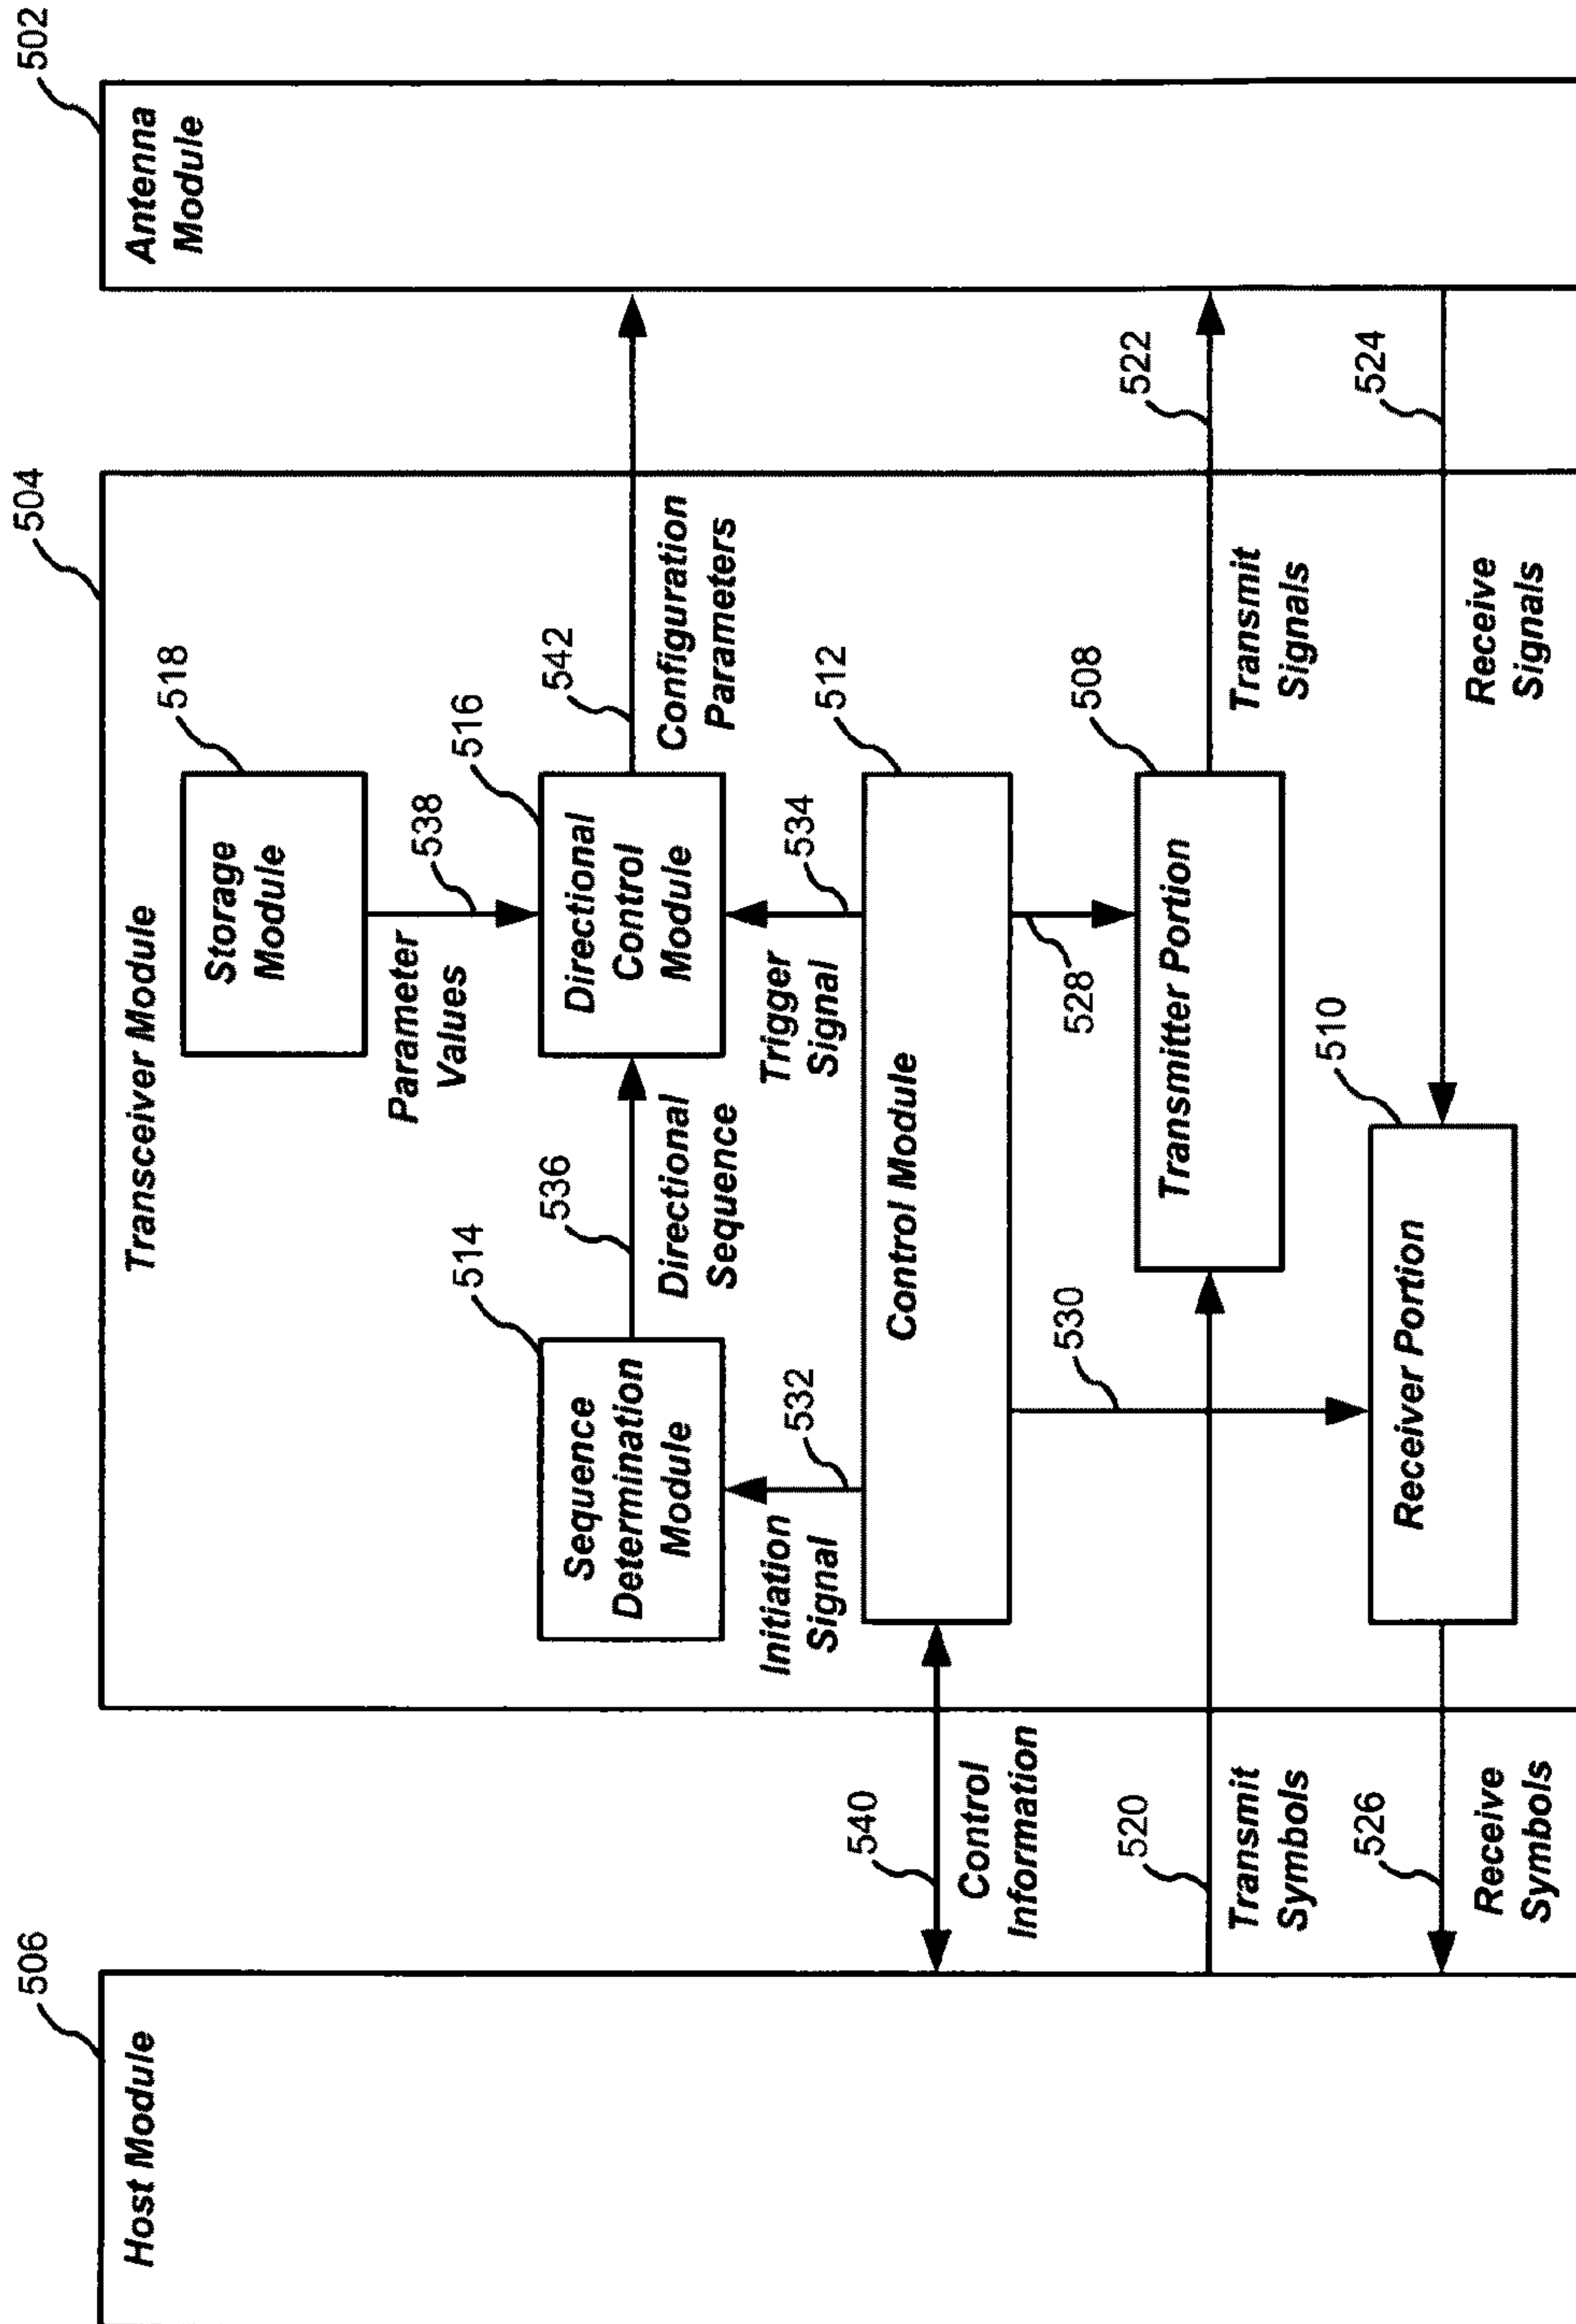 506
Host Module
504
Transceiver Module
502
Antenna
Module
518
Storage
Module
Parameter
Values
538
514
Sequence
Determination
Module
536
Directional
Sequence
516
Directional
Control
Module
542
Configuration
Parameters
Initiation
Signal
532
Trigger
Signal
534
540
Control
Information
Control Module
512
530
528
520
Transmit
Symbols
Transmitter Portion
508
522
Transmit
Signals
526
Receive
Symbols
Receiver Portion
510
524
Receive
Signals